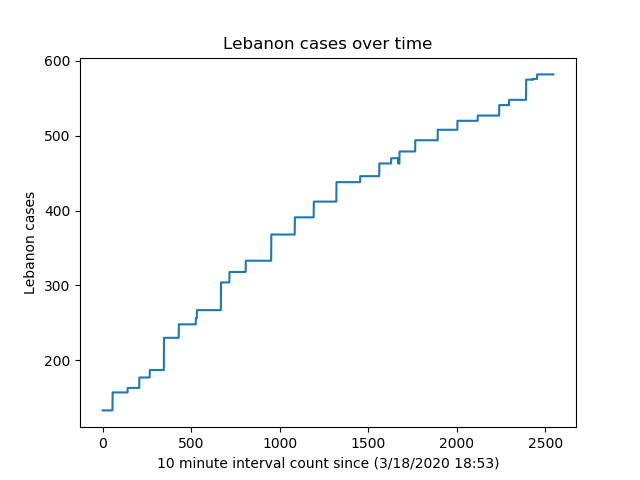 Lebanon cases over time
600
500
400
300
200
Lebanon cases
0 500 1000 1500 2000 2500
10 minute interval count since (3/18/2020 18:53)